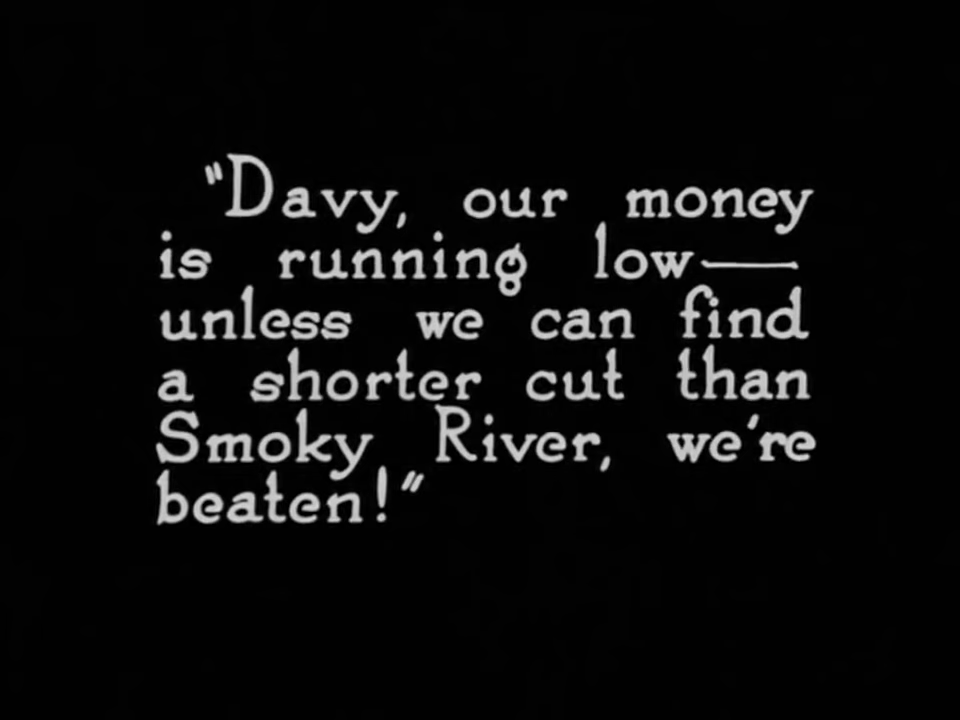 "Davy, our money
is running low—
unless we can find
a shorter cut than
Smoky River, we're
beaten!"